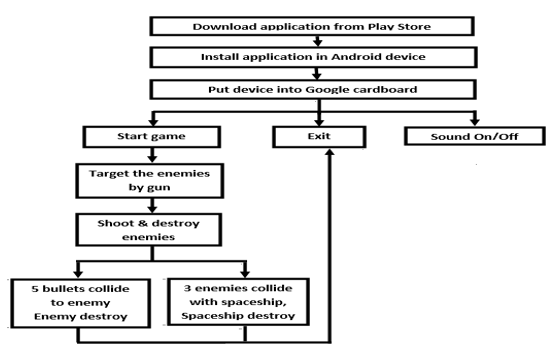 Download application from Play Store
Install application in Android device
Put device into Google cardboard
Start game
Exit
Sound On/Off
Target the enemies
by gun
Shoot & destroy
enemies
5 bullets collide
to enemy
Enemy destroy
3 enemies collide
with spaceship,
Spaceship destroy